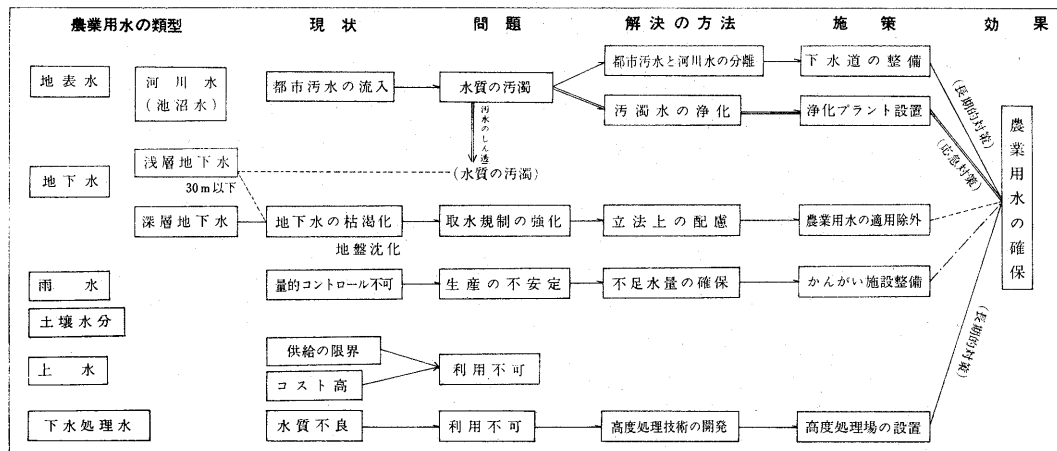 農業用水の類型 現状 問題 解決の方法 施策 効果
地表水 河川水
(池沼水) 都市汚水の流入 水質の汚濁 都市汚水と河川水の分離 下水道の整備
(長期的対策)
汚濁水の浄化 浄化プラント設置
(応急対策)
汚水のしん透
(水質の汚濁)
地下水 浅層地下水
30m以下
深層地下水 地下水の枯渇化 取水規制の強化 立法上の配慮 農業用水の適用除外
地盤沈化
農業用水の確保
雨水 量的コントロール不可 生産の不安定 不足水量の確保 かんがい施設整備
土壌水分
上水 供給の限界
コスト高 利用不可
(長期的対策)
下水処理水 水質不良 利用不可 高度処理技術の開発 高度処理場の設置